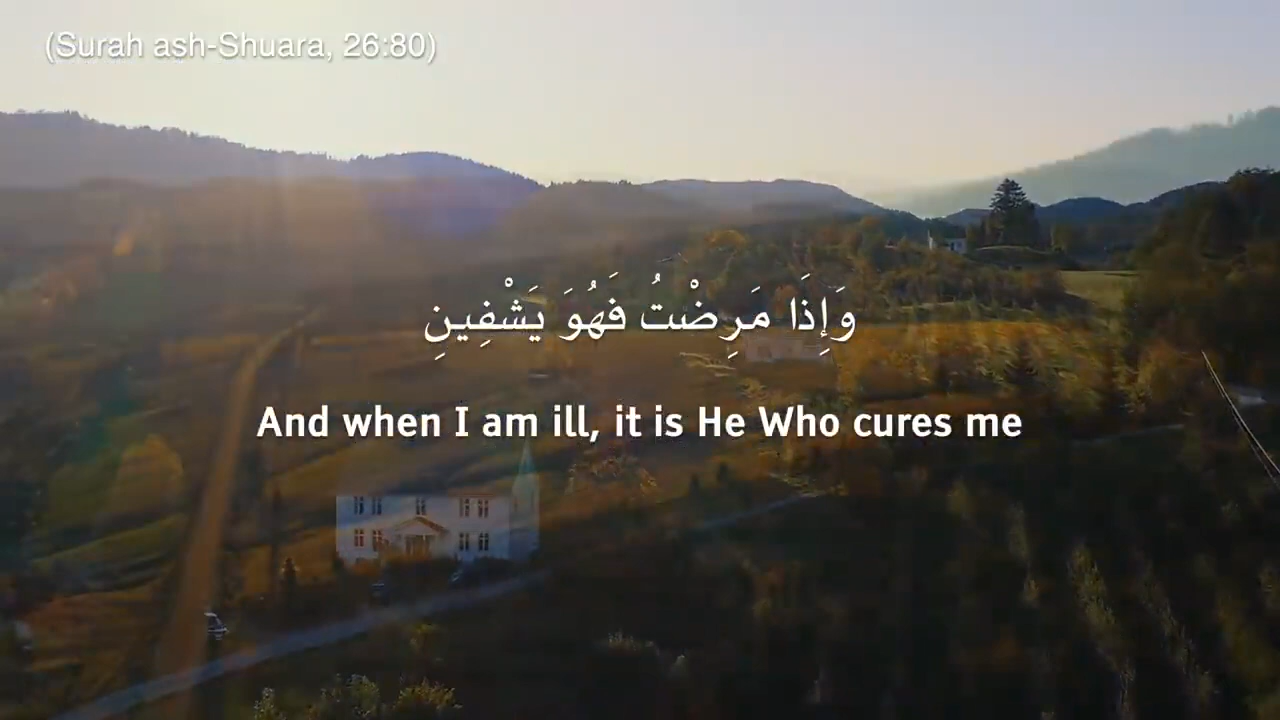 (Surah ash-Shuara, 26:80)
وَإِذَا مَرِضْتُ فَهُوَ يَشْفِينِ
And when I am ill, it is He Who cures me